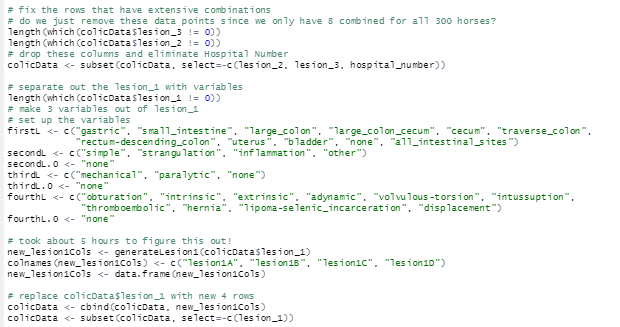 # fix the rows that have extensive combinations
# do we just remove these data points since we only have 8 combined for all 300 horses?
length(which(colicData$lesion_3 != 0))
length(which(colicData$lesion_2 != 0))
# drop these columns and eliminate Hospital Number
colicData <- subset(colicData, select=-c(lesion_2, lesion_3, hospital_number))

# separate out the lesion_1 with variables
length(which(colicData$lesion_1 != 0))
# make 3 variables out of lesion_1
# set up the variables
firstL <- c("gastric", "small_intestine", "large_colon", "large_colon_cecum", "cecum", "traverse_colon",
"rectum-descending_colon", "uterus", "bladder", "none", "all_intestinal_sites")
secondL <- c("simple", "strangulation", "inflammation", "other")
secondL.0 <- "none"
thirdL <- c("mechanical", "paralytic", "none")
thirdL.0 <- "none"
fourthL <- c("obturation", "intrinsic", "extrinsic", "adynamic", "volvulous-torsion", "intussuption",
"thromboembolic", "hernia", "lipoma-selenic_incarceration", "displacement")
fourthL.0 <- "none"

# took about 5 hours to figure this out!
new_lesion1Cols <- generateLesion1(colicData$lesion_1)
colnames(new_lesion1Cols) <- c("lesion1A", "lesion1B", "lesion1C", "lesion1D")
new_lesion1Cols <- data.frame(new_lesion1Cols)

# replace colicData$lesion_1 with new 4 rows
colicData <- cbind(colicData, new_lesion1Cols)
colicData <- subset(colicData, select=-c(lesion_1))